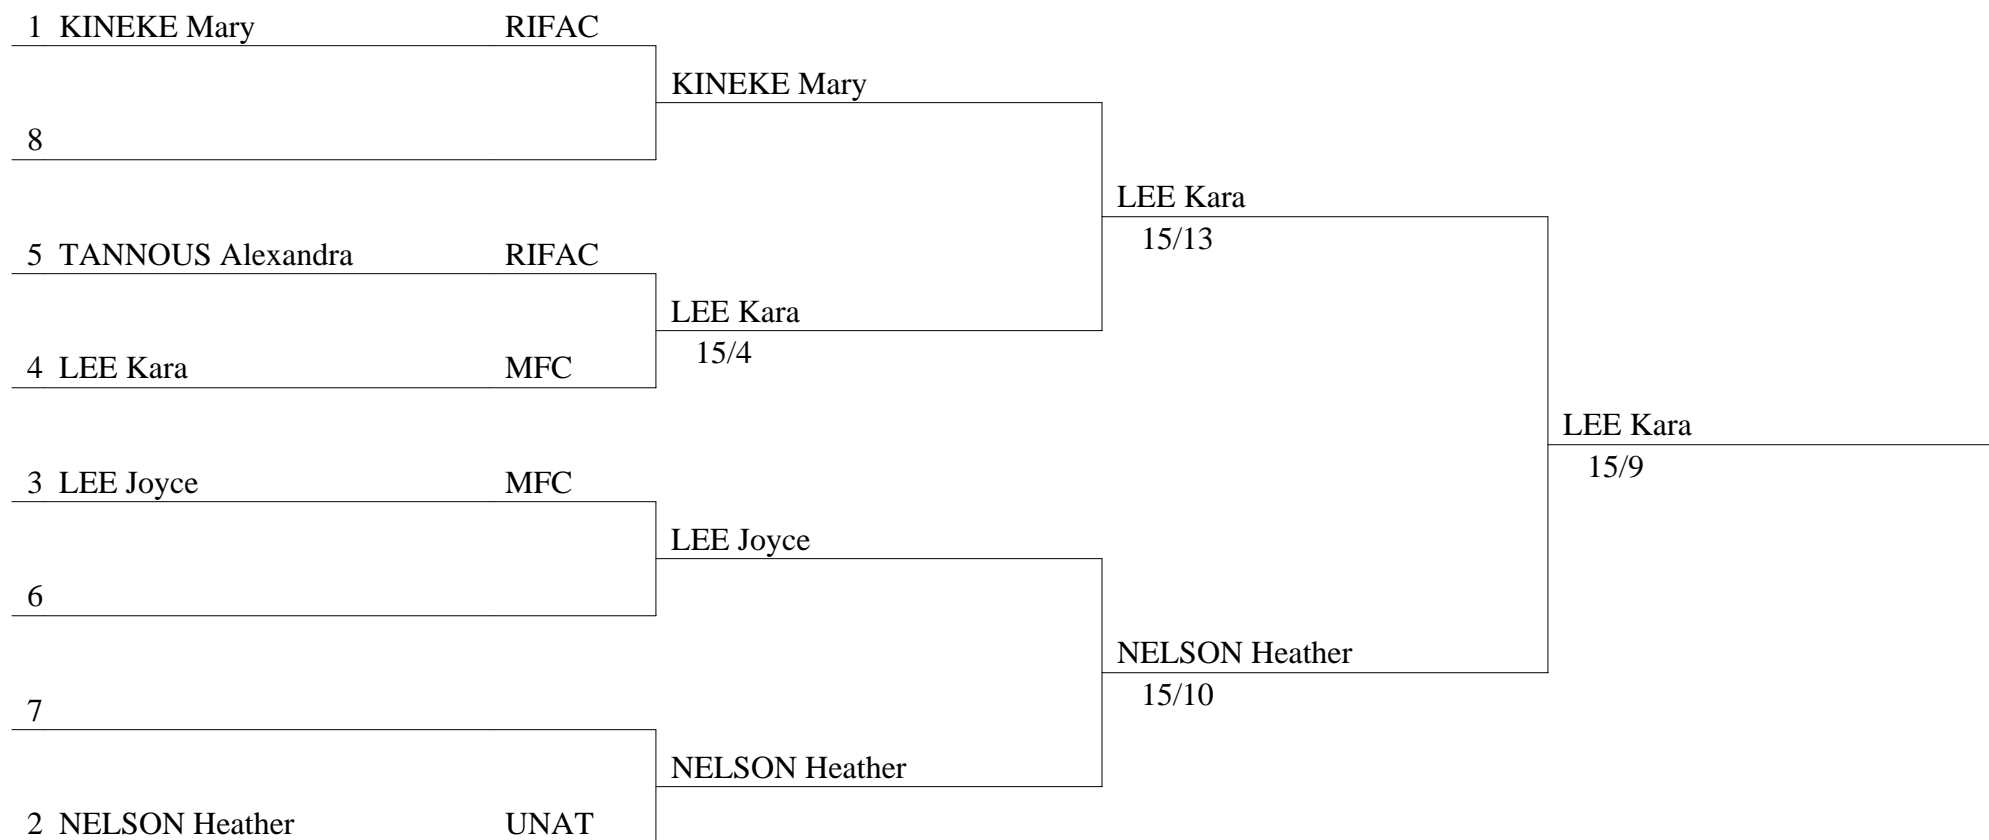 1 KINEKE Mary RIFAC
KINEKE Mary
8
LEE Kara
15/13
5 TANNOUS Alexandra RIFAC
LEE Kara
15/4
4 LEE Kara MFC
LEE Kara
15/9
3 LEE Joyce MFC
LEE Joyce
6
NELSON Heather
15/10
7
NELSON Heather
2 NELSON Heather UNAT